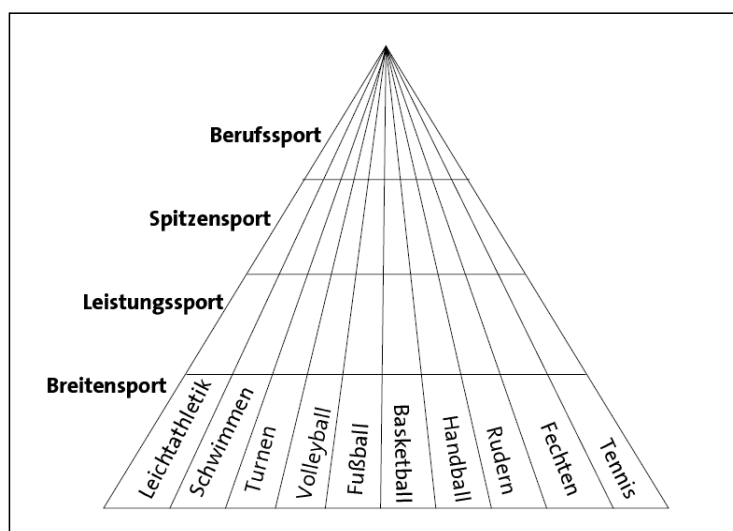 Berufssport
Spitzensport
Leistungssport
Breitensport
Leichtathletik
Schwimmen
Turnen
Volleyball
Fußball
Basketball
Handball
Rudern
Fechten
Tennis